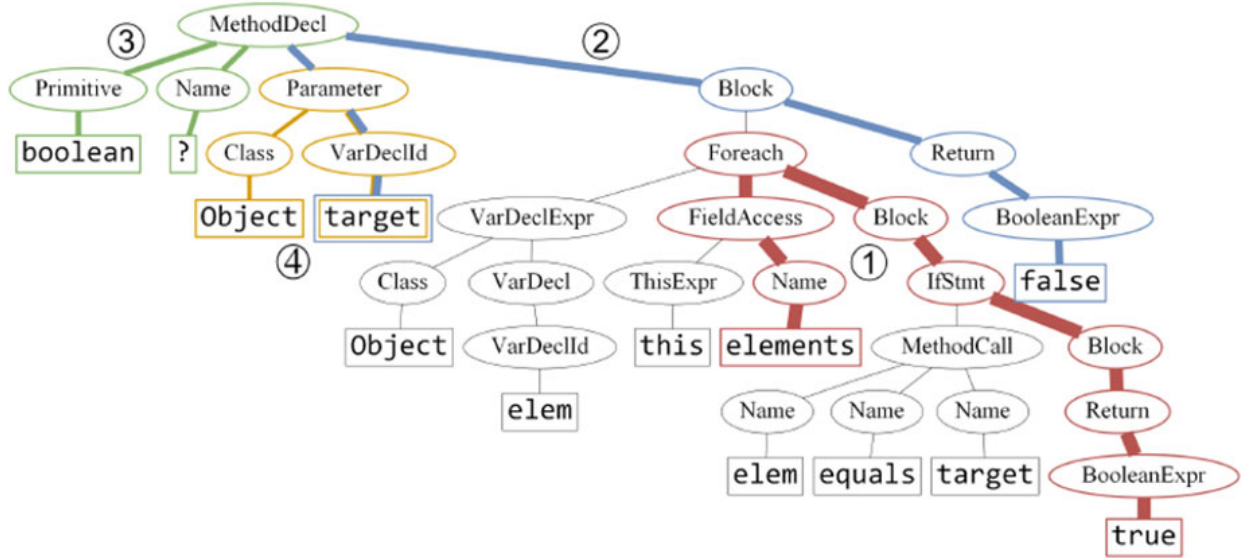 MethodDecl
③ ②
Primitive Name Parameter Block
boolean ? Class VarDeclId Foreach Return
Object target VarDeclExpr FieldAccess Block BooleanExpr
④ ①
Class VarDecl ThisExpr Name IfStmt false
Object VarDeclId this elements MethodCall Block
elem Name Name Name Return
elem equals target BooleanExpr
true